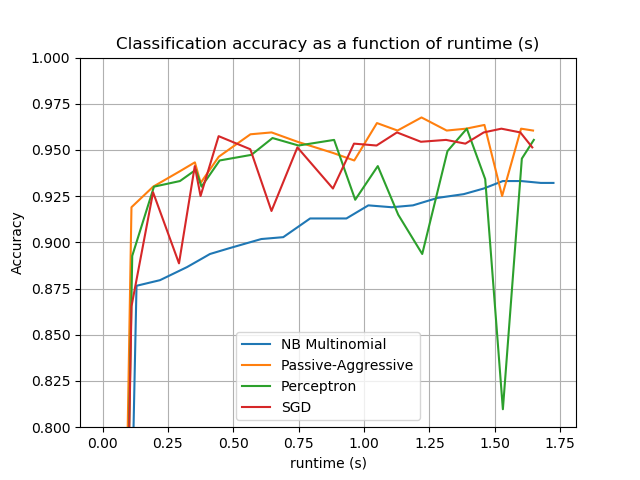 Classification accuracy as a function of runtime (s)
1.000
0.975
0.950
0.925
0.900
0.875
0.850
0.825
0.800
Accuracy
NB Multinomial
Passive-Aggressive
Perceptron
SGD
0.00 0.25 0.50 0.75 1.00 1.25 1.50 1.75
runtime (s)